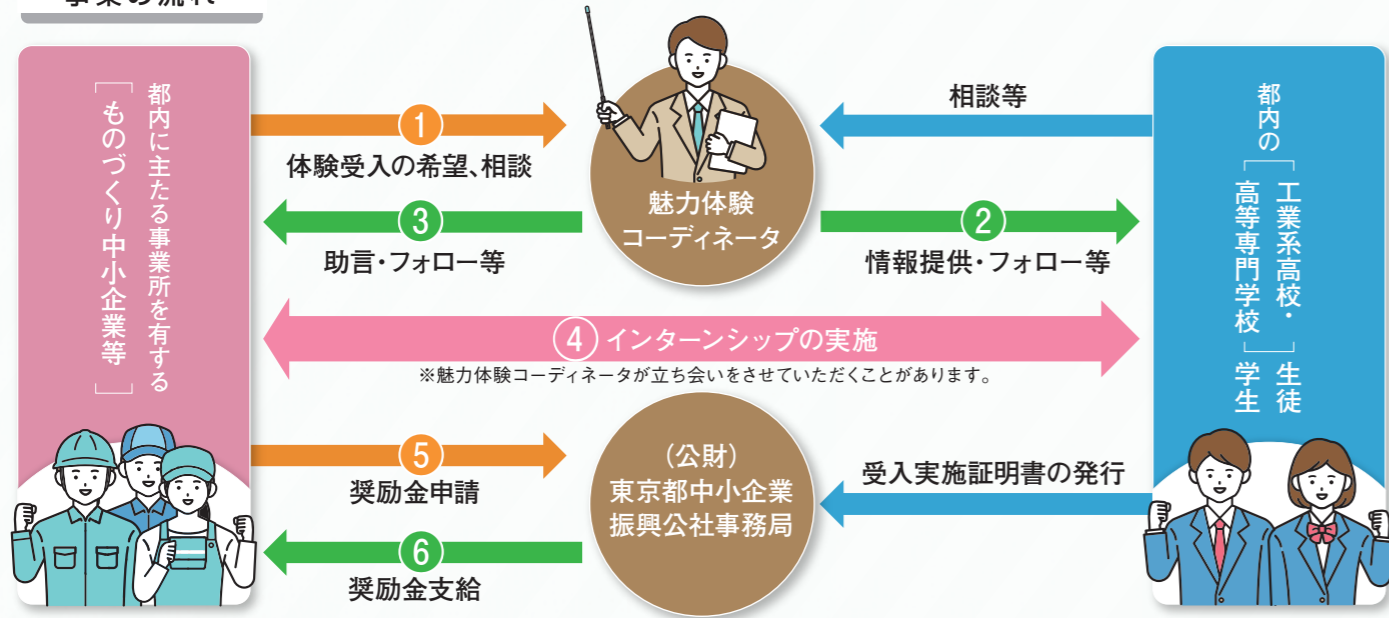 事業の流れ
都内に主たる事業所を有する
［ものづくり中小企業等］
①
体験受入の希望、相談
③
助言・フォロー等
魅力体験
コーディネータ
相談等
②
情報提供・フォロー等
④ インターンシップの実施
※魅力体験コーディネータが立ち会いをさせていただくことがあります。
⑤
奨励金申請
⑥
奨励金支給
（公財）
東京都中小企業
振興公社事務局
受入実施証明書の発行
都内の
［工業系高校・
高等専門学校］
生徒
学生